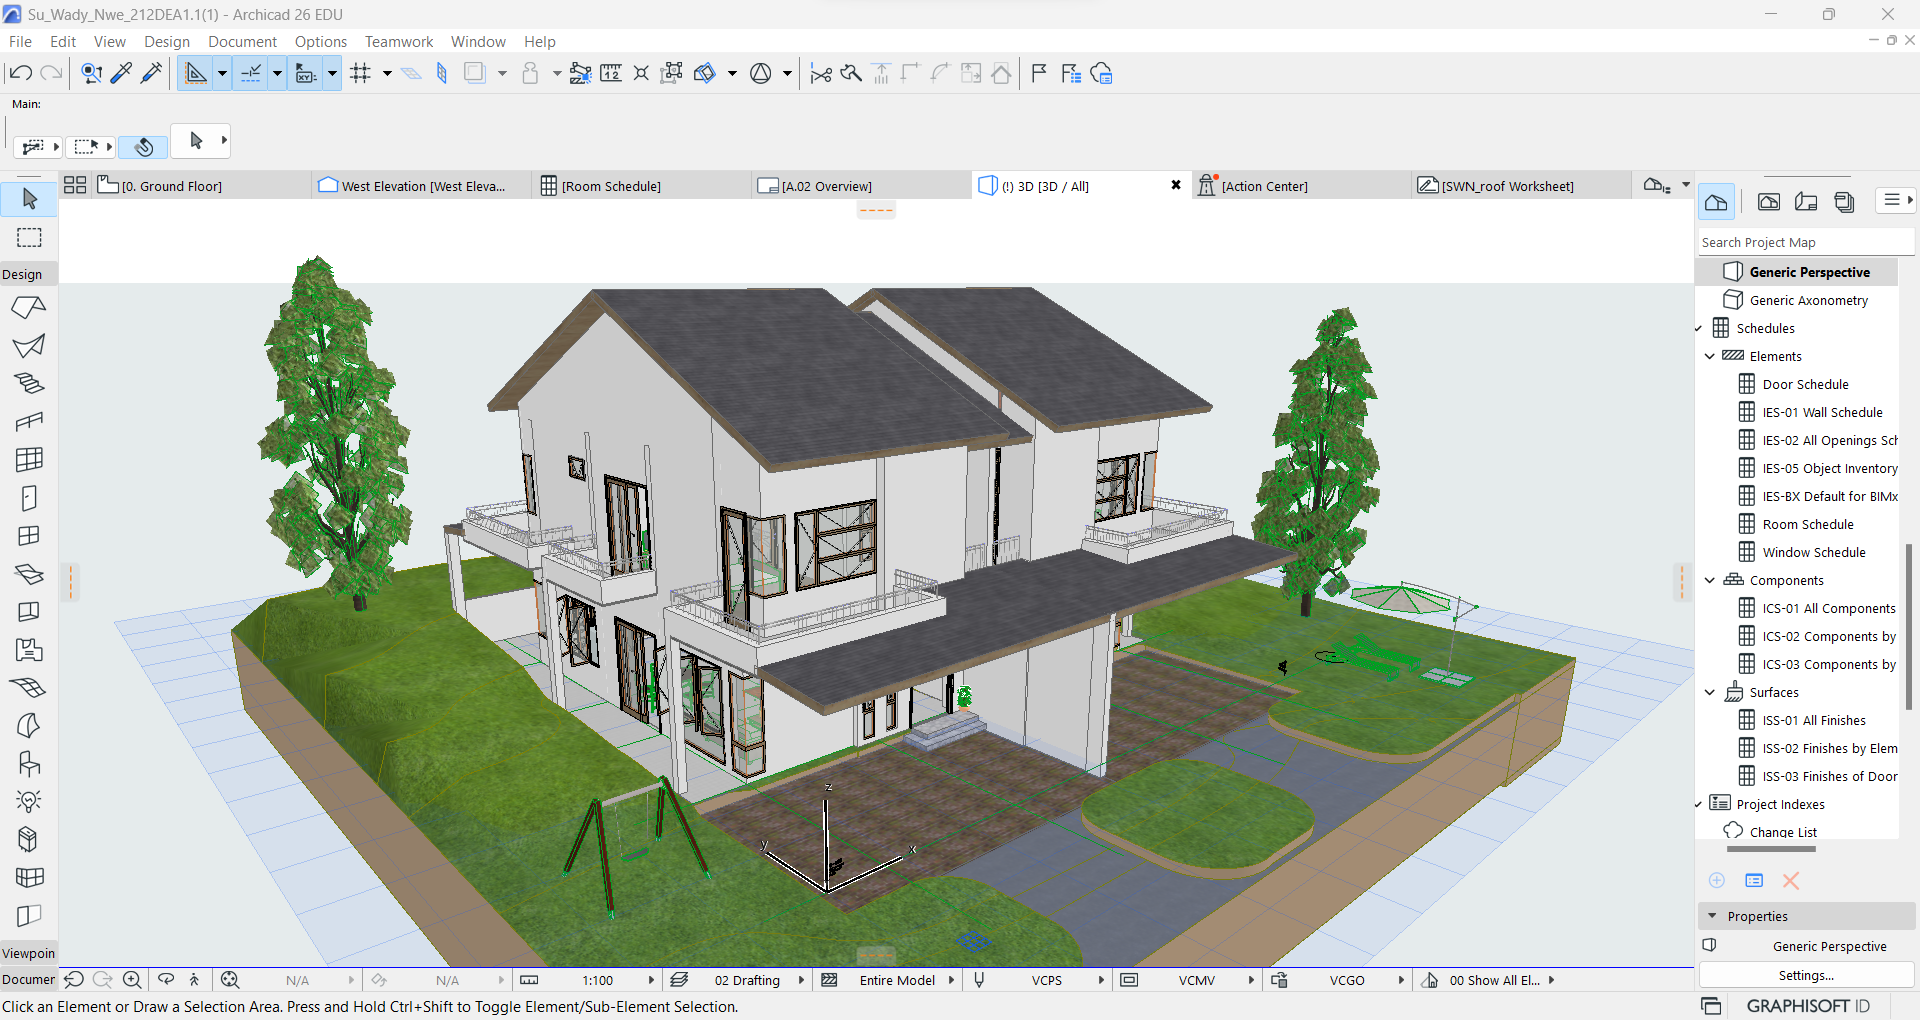 Su_Wady_Nwe_212DEA1.1(1) - Archicad 26 EDU
File Edit View Design Document Options Teamwork Window Help
Main:
[0. Ground Floor]
West Elevation [West Eleva...
[Room Schedule]
[A.02 Overview]
(!) 3D [3D / All]
[Action Center]
[SWN_roof Worksheet]
Design
Viewpoin
Documer
Search Project Map
Generic Perspective
Generic Axonometry
Schedules
Elements
Door Schedule
IES-01 Wall Schedule
IES-02 All Openings Sch
IES-05 Object Inventory
IES-BX Default for BIMx
Room Schedule
Window Schedule
Components
ICS-01 All Components
ICS-02 Components by
ICS-03 Components by
Surfaces
ISS-01 All Finishes
ISS-02 Finishes by Elem
ISS-03 Finishes of Door
Project Indexes
Change List
Properties
Generic Perspective
Settings...
z
y
x
N/A
N/A
1:100
02 Drafting
Entire Model
VCPS
VCMV
VCGO
00 Show All El...
Click an Element or Draw a Selection Area. Press and Hold Ctrl+Shift to Toggle Element/Sub-Element Selection.
GRAPHISOFT ID